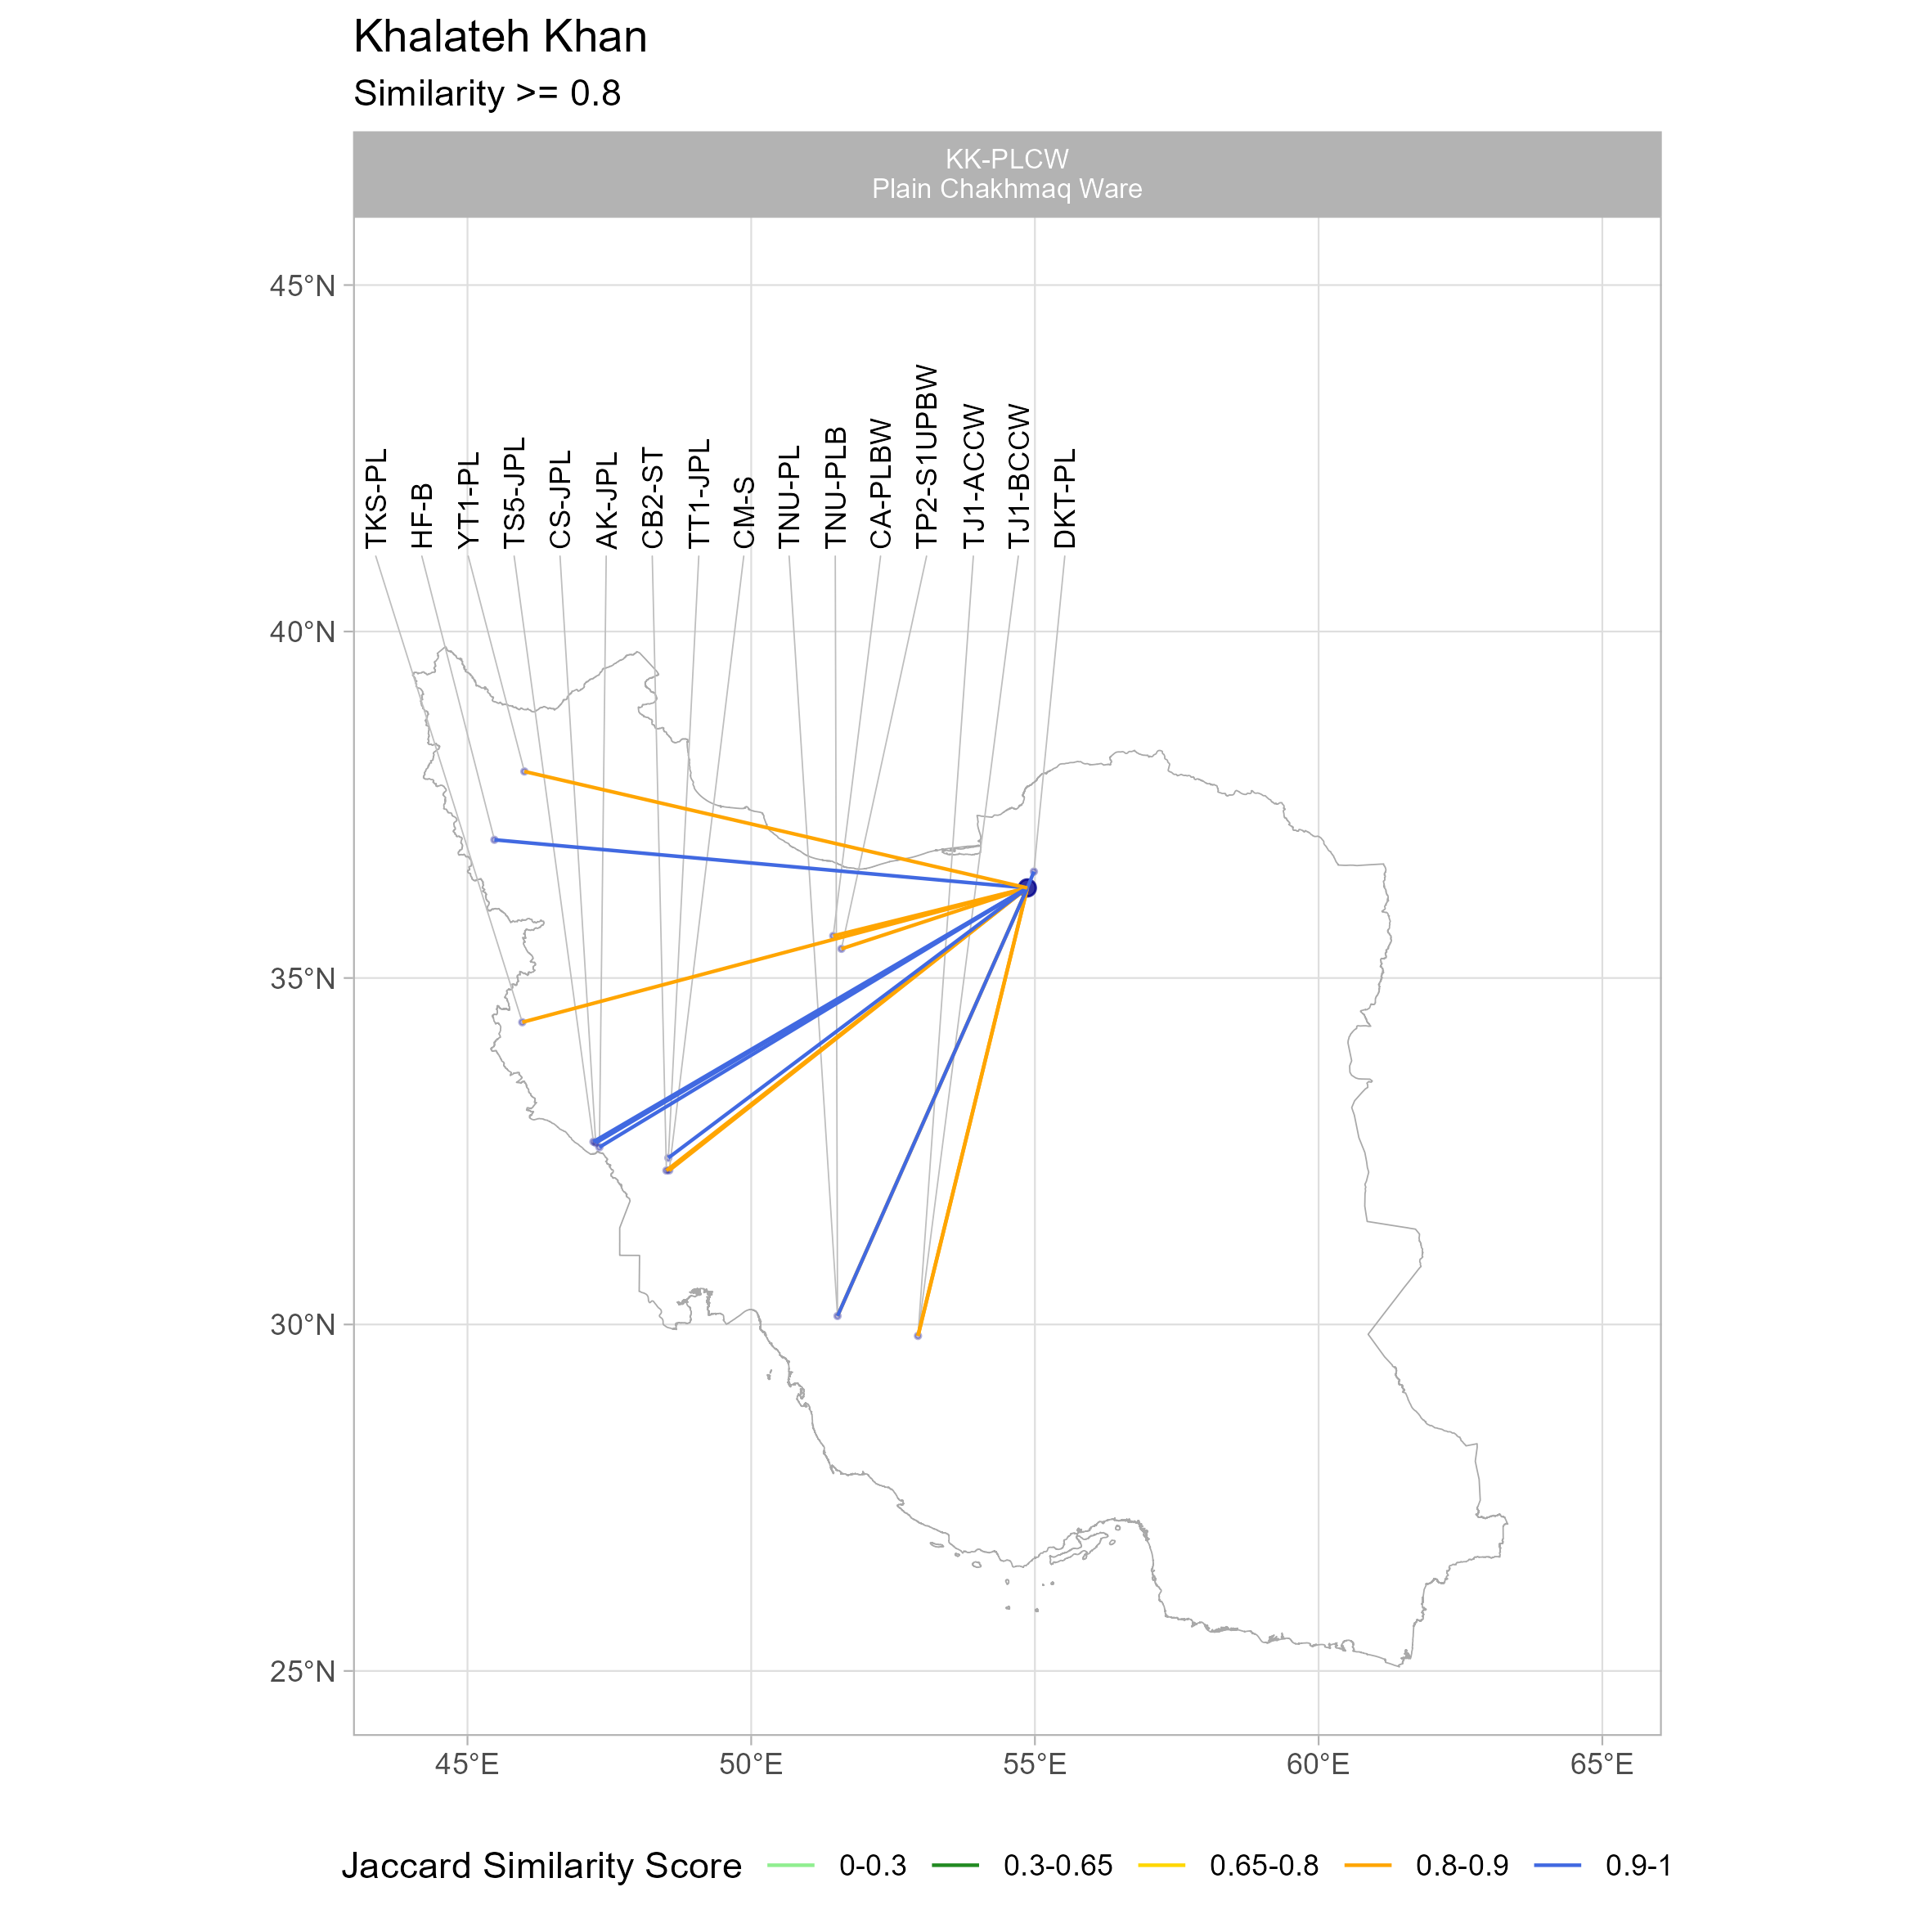 Khalateh Khan
Similarity >= 0.8
KK-PLCW
Plain Chakhmaq Ware
45°N
40°N
35°N
30°N
25°N
TKS-PL
HF-B
YT1-PL
TS5-JPL
CS-JPL
AK-JPL
CB2-ST
TT1-JPL
CM-S
TNU-PL
TNU-PLB
CA-PLBW
TP2-S1UPBW
TJ1-ACCW
TJ1-BCCW
DKT-PL
45°E 50°E 55°E 60°E 65°E
Jaccard Similarity Score 0-0.3 0.3-0.65 0.65-0.8 0.8-0.9 0.9-1